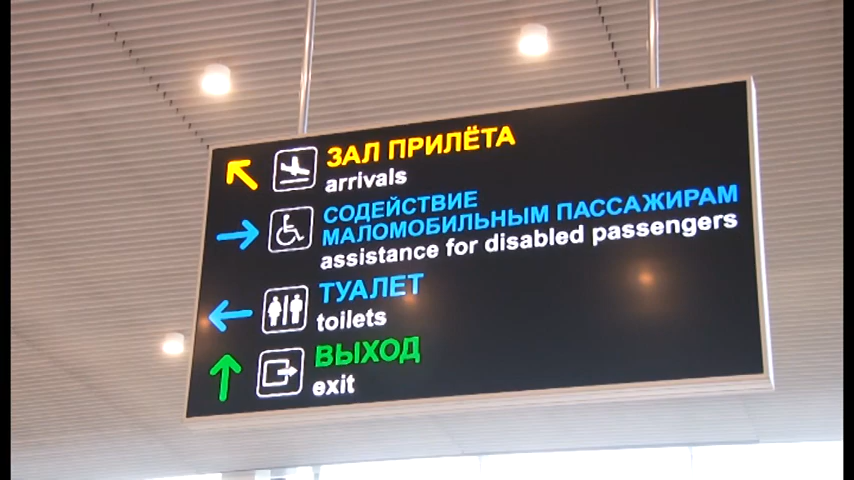 ЗАЛ ПРИЛЁТА
arrivals
СОДЕЙСТВИЕ
МАЛОМОБИЛЬНЫМ ПАССАЖИРАМ
assistance for disabled passengers
ТУАЛЕТ
toilets
ВЫХОД
exit